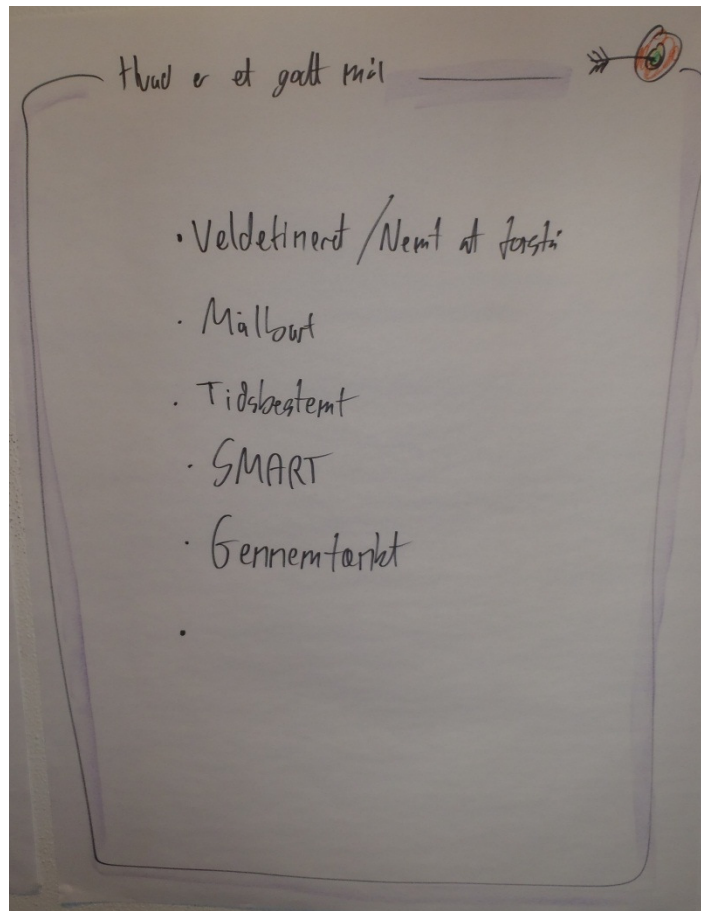 Hvad er et godt mål
· Veldefineret / Nemt at forstå
· Målbart
· Tidsbestemt
· SMART
· Gennemtænkt
·